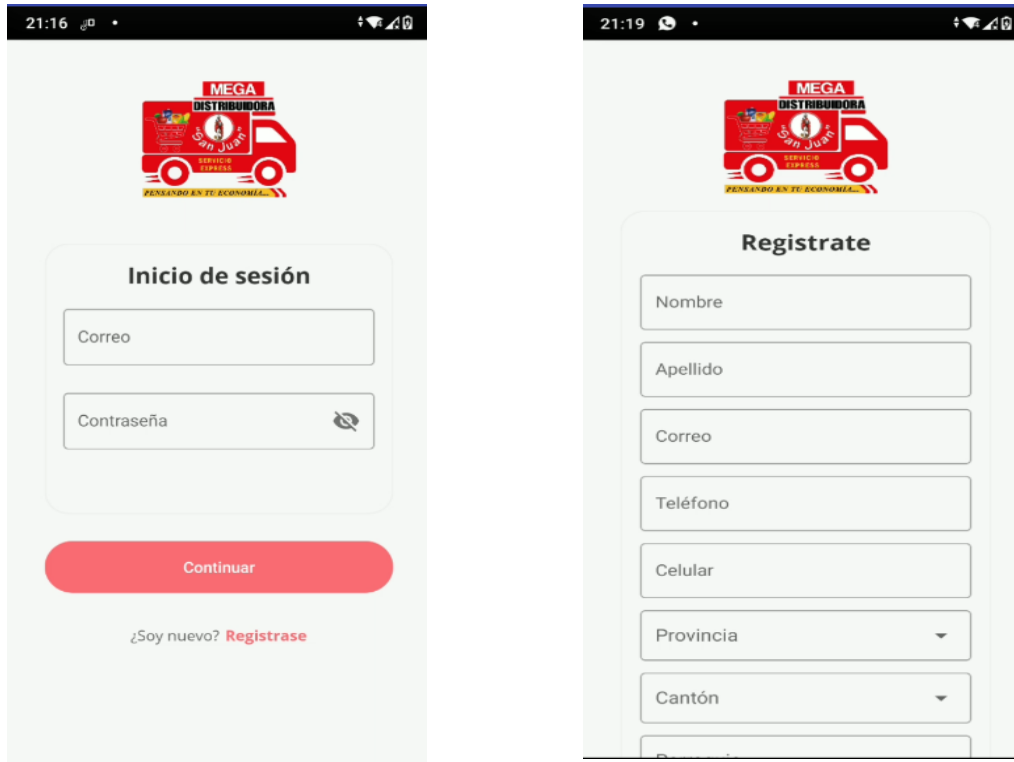 21:16
MEGA
DISTRIBUIDORA
"San Juan"
SERVICIO
EXPRESS
PENSANDO EN TU ECONOMÍA...
Inicio de sesión
Correo
Contraseña
Continuar
¿Soy nuevo? Registrase
21:19
MEGA
DISTRIBUIDORA
"San Juan"
SERVICIO
EXPRESS
PENSANDO EN TU ECONOMÍA...
Registrate
Nombre
Apellido
Correo
Teléfono
Celular
Provincia
Cantón